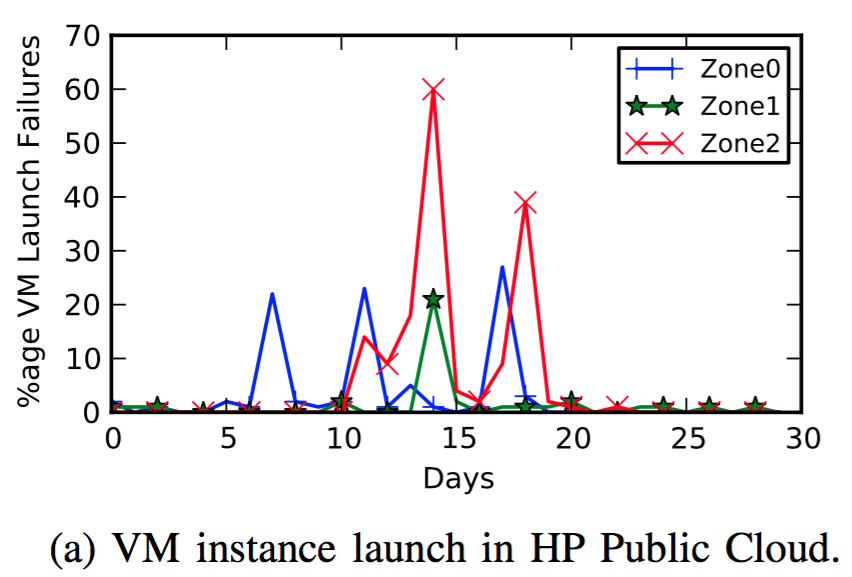 70
60
50
40
30
20
10
0
%age VM Launch Failures
Zone0
Zone1
Zone2
0 5 10 15 20 25 30
Days
(a) VM instance launch in HP Public Cloud.